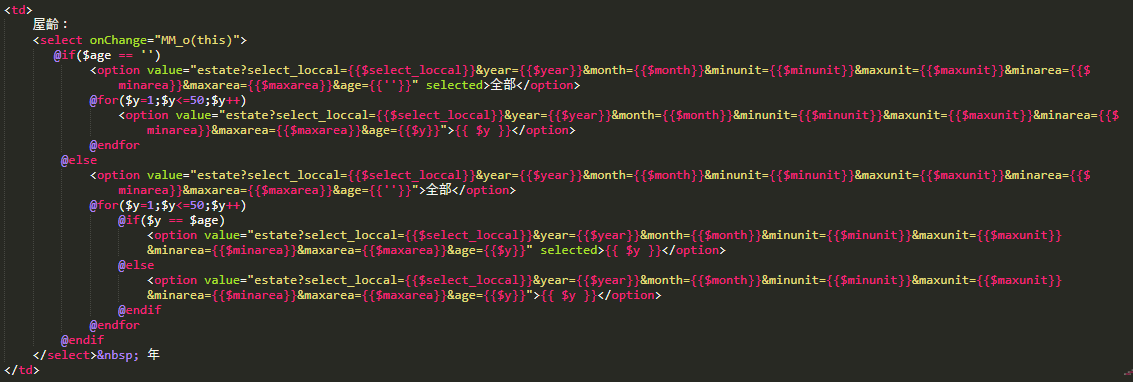 <td>
屋齡：
<select onChange="MM_o(this)">
@if($age == '')
<option value="estate?select_loccal={{$select_loccal}}&year={{$year}}&month={{$month}}&minunit={{$minunit}}&maxunit={{$maxunit}}&minarea={{$
minarea}}&maxarea={{$maxarea}}&age={{''}}" selected>全部</option>
@for($y=1;$y<=50;$y++)
<option value="estate?select_loccal={{$select_loccal}}&year={{$year}}&month={{$month}}&minunit={{$minunit}}&maxunit={{$maxunit}}&minarea={{$
minarea}}&maxarea={{$maxarea}}&age={{$y}}">{{ $y }}</option>
@endfor
@else
<option value="estate?select_loccal={{$select_loccal}}&year={{$year}}&month={{$month}}&minunit={{$minunit}}&maxunit={{$maxunit}}&minarea={{$
minarea}}&maxarea={{$maxarea}}&age={{''}}">全部</option>
@for($y=1;$y<=50;$y++)
@if($y == $age)
<option value="estate?select_loccal={{$select_loccal}}&year={{$year}}&month={{$month}}&minunit={{$minunit}}&maxunit={{$maxunit}}
&minarea={{$minarea}}&maxarea={{$maxarea}}&age={{$y}}" selected>{{ $y }}</option>
@else
<option value="estate?select_loccal={{$select_loccal}}&year={{$year}}&month={{$month}}&minunit={{$minunit}}&maxunit={{$maxunit}}
&minarea={{$minarea}}&maxarea={{$maxarea}}&age={{$y}}">{{ $y }}</option>
@endif
@endfor
@endif
</select>&nbsp; 年
</td>